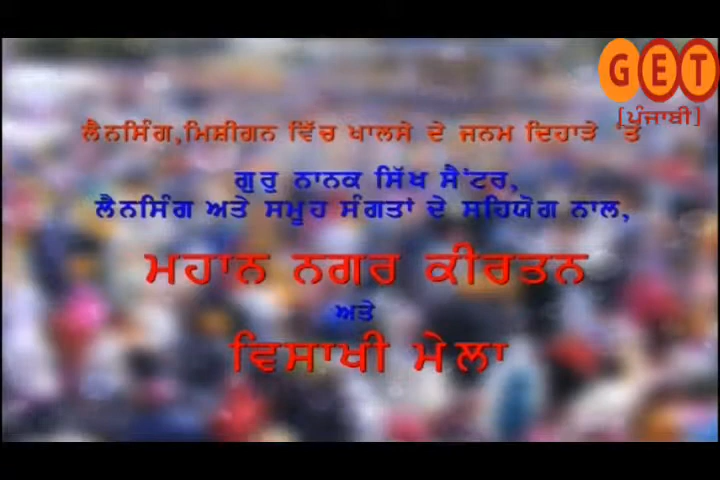 GET
[ਪੰਜਾਬੀ]
ਲੈਨਸਿੰਗ,ਮਿਸ਼ੀਗਨ ਵਿੱਚ ਖਾਲਸੇ ਦੇ ਜਨਮ ਦਿਹਾੜੇ 'ਤੇ
ਗੁਰੂ ਨਾਨਕ ਸਿੱਖ ਸੈਂਟਰ,
ਲੈਨਸਿੰਗ ਅਤੇ ਸਮੂਹ ਸੰਗਤਾਂ ਦੇ ਸਹਿਯੋਗ ਨਾਲ,
ਮਹਾਨ ਨਗਰ ਕੀਰਤਨ
ਅਤੇ
ਵਿਸਾਖੀ ਮੇਲਾ